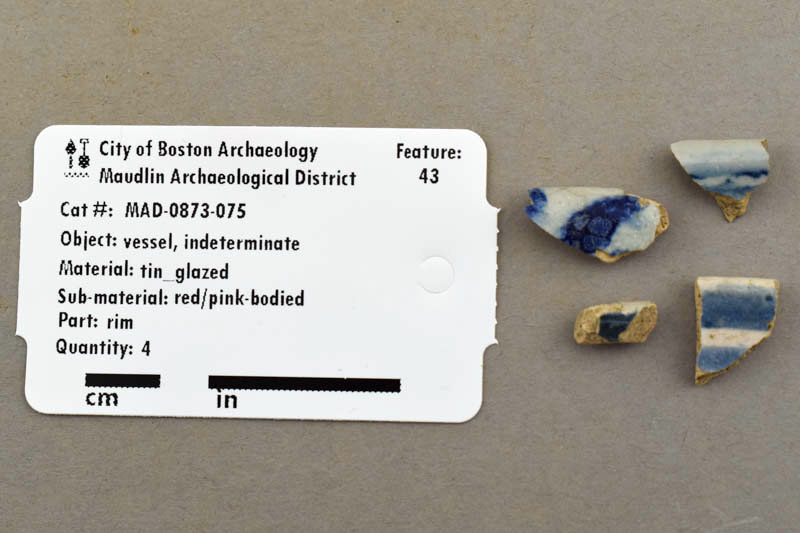 City of Boston Archaeology
Maudlin Archaeological District
Feature:
43
Cat #: MAD-0873-075
Object: vessel, indeterminate
Material: tin_glazed
Sub-material: red/pink-bodied
Part: rim
Quantity: 4
cm in